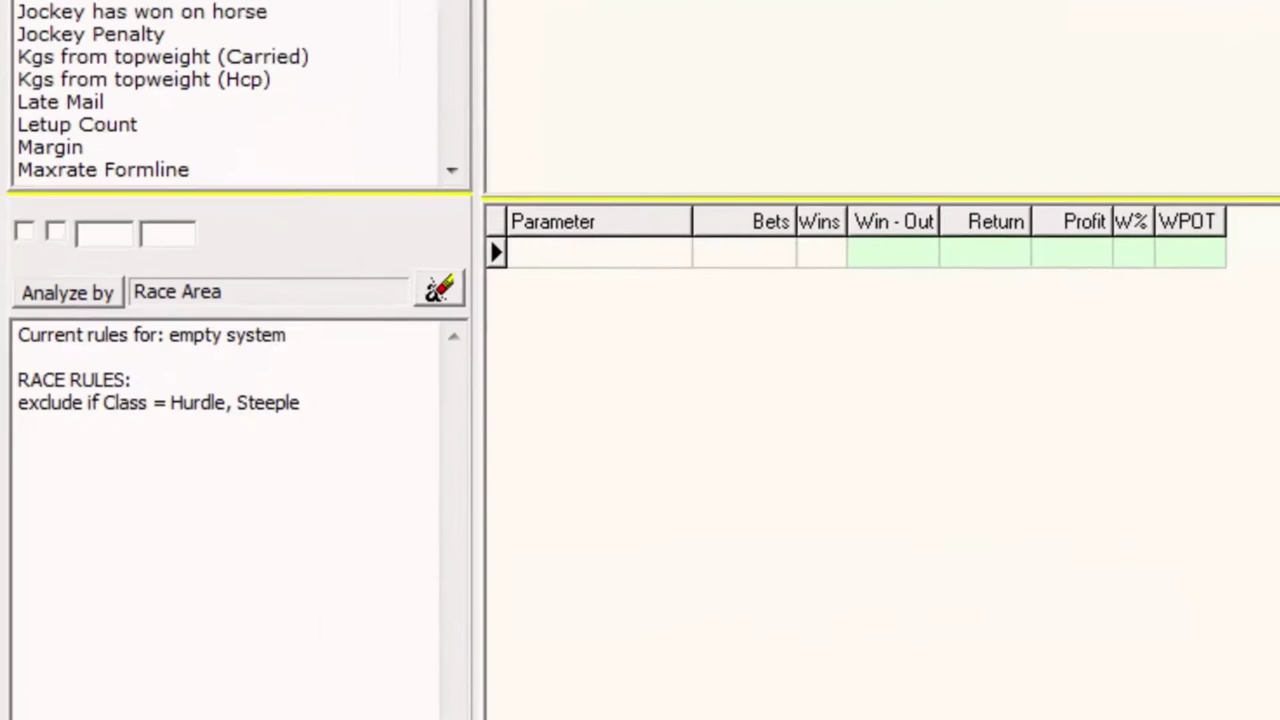 Jockey has won on horse
Jockey Penalty
Kgs from topweight (Carried)
Kgs from topweight (Hcp)
Late Mail
Letup Count
Margin
Maxrate Formline
Parameter Bets Wins Win - Out Return Profit W% WPOT
Analyze by Race Area
Current rules for: empty system
RACE RULES:
exclude if Class = Hurdle, Steeple